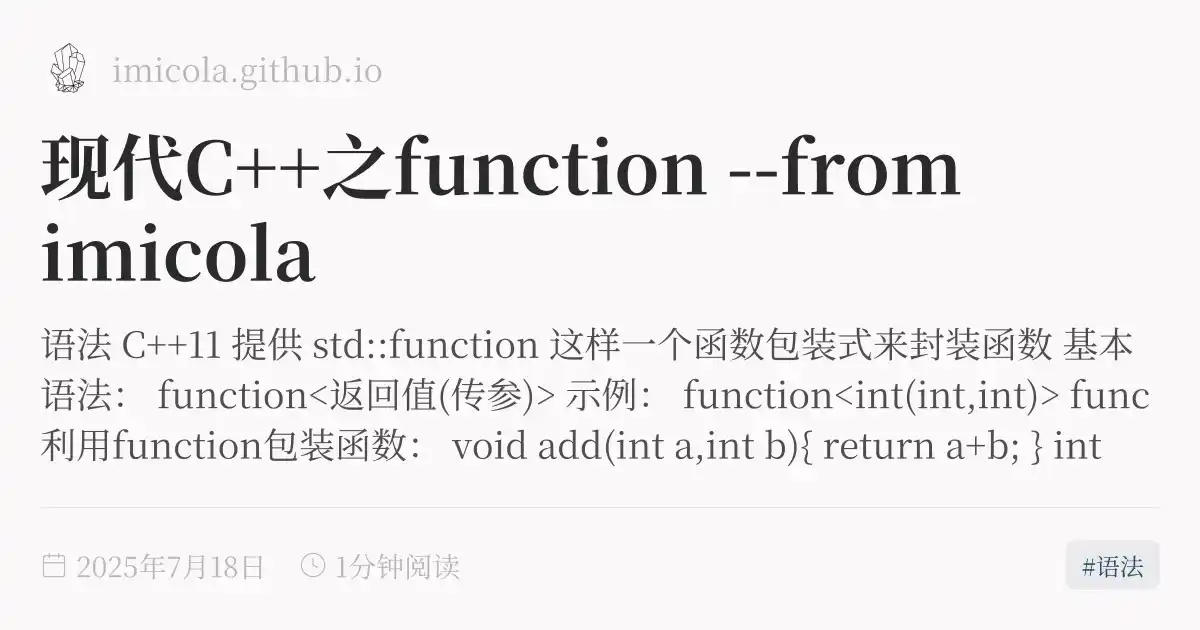 imicola.github.io
现代C++之function --from
imicola
语法 C++11 提供 std::function 这样一个函数包装式来封装函数 基本
语法： function<返回值(传参)> 示例： function<int(int,int)> func
利用function包装函数： void add(int a,int b){ return a+b; } int
2025年7月18日 1分钟阅读 #语法